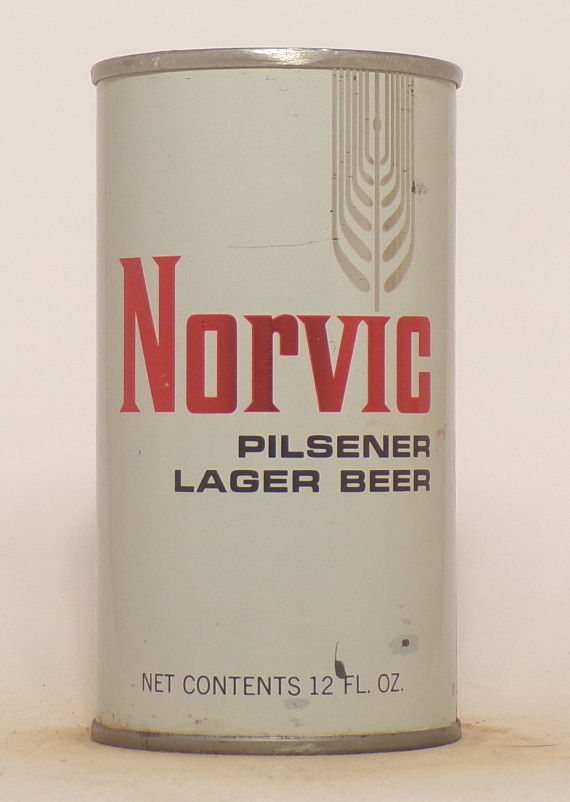 Norvic
PILSENER
LAGER BEER
NET CONTENTS 12 FL. OZ.